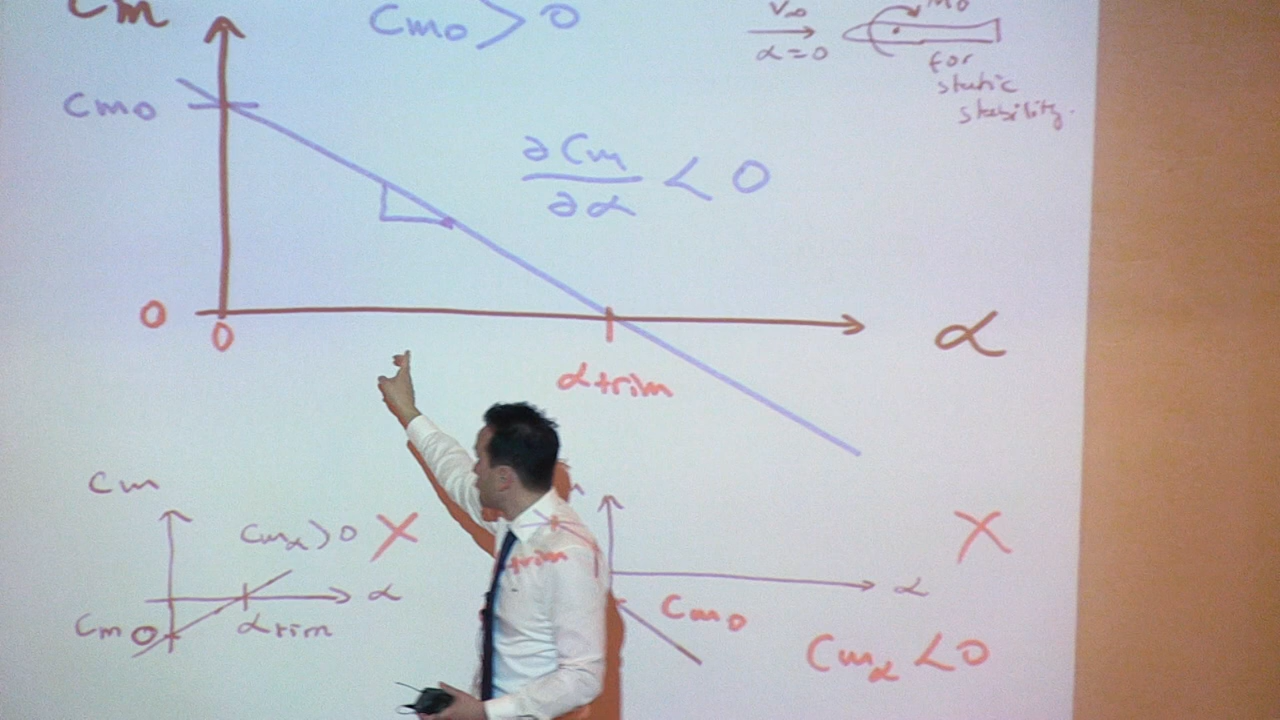 Cm
Cmo > 0
V∞
α=0
Mo
for
static
stability.
Cmo
∂Cm
∂α
< 0
0
0
αtrim
α
Cm
Cmα>0 X
α
Cmo
αtrim
trim
X
α
Cmo
Cmα<0